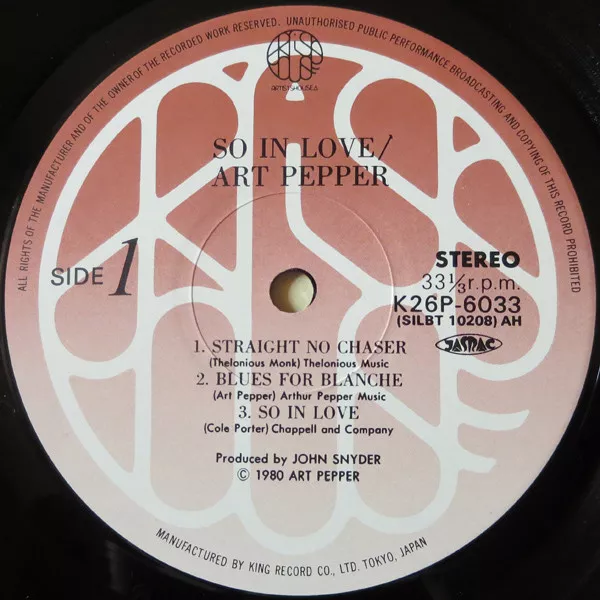 ALL RIGHTS OF THE MANUFACTURER AND OF THE OWNER OF THE RECORDED WORK RESERVED. UNAUTHORISED PUBLIC PERFORMANCE BROADCASTING AND COPYING OF THIS RECORD PROHIBITED
ARTISTSHOUSE
SO IN LOVE/
ART PEPPER
SIDE 1
STEREO
33⅓r.p.m.
K26P-6033
(SILBT 10208) AH
JASRAC
1. STRAIGHT NO CHASER
(Thelonious Monk) Thelonious Music
2. BLUES FOR BLANCHE
(Art Pepper) Arthur Pepper Music
3. SO IN LOVE
(Cole Porter) Chappell and Company
Produced by JOHN SNYDER
© 1980 ART PEPPER
MANUFACTURED BY KING RECORD CO., LTD. TOKYO, JAPAN